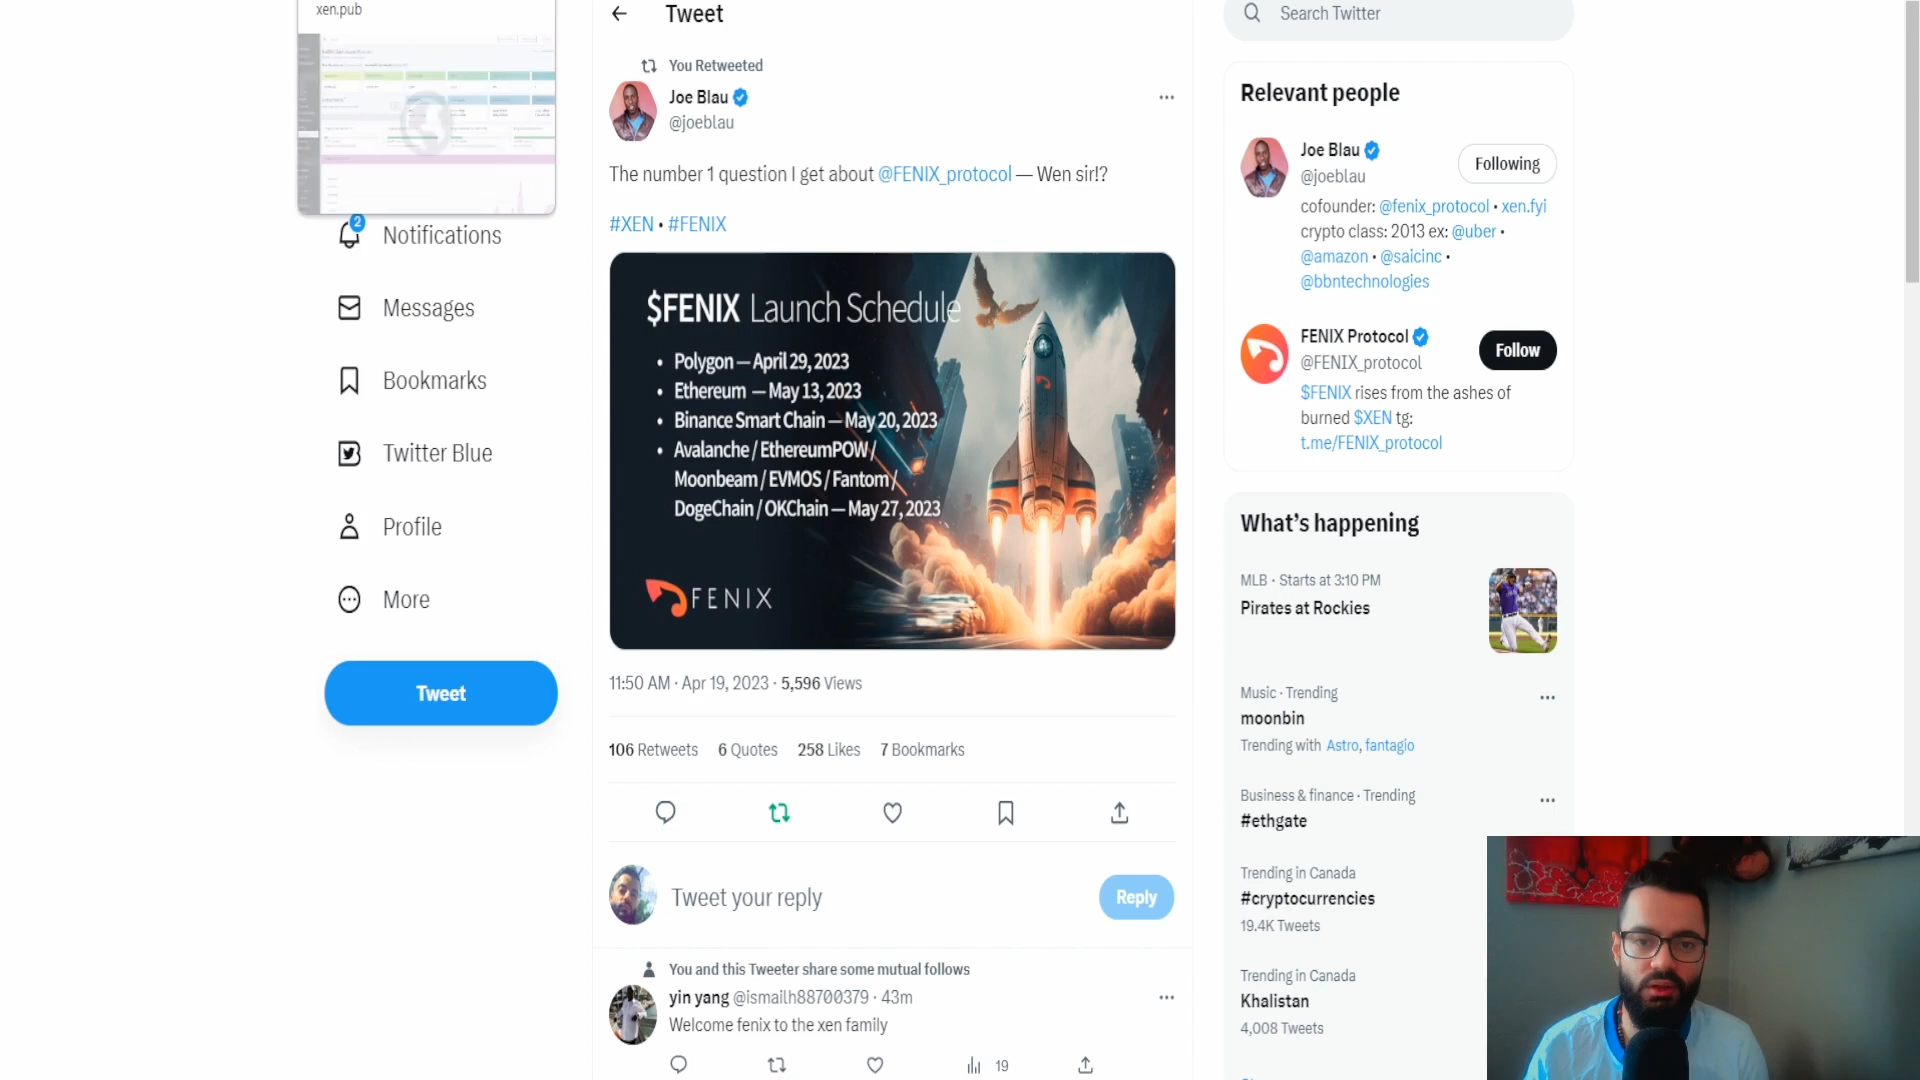 xen.pub
2
Notifications
Messages
Bookmarks
Twitter Blue
Profile
More
Tweet
Tweet
You Retweeted
Joe Blau
@joeblau
The number 1 question I get about @FENIX_protocol — Wen sir!?
#XEN • #FENIX
$FENIX Launch Schedule
• Polygon — April 29, 2023
• Ethereum — May 13, 2023
• Binance Smart Chain — May 20, 2023
• Avalanche / EthereumPOW /
Moonbeam / EVMOS / Fantom /
DogeChain / OKChain — May 27, 2023
FENIX
11:50 AM · Apr 19, 2023 · 5,596 Views
106 Retweets 6 Quotes 258 Likes 7 Bookmarks
Tweet your reply
Reply
You and this Tweeter share some mutual follows
yin yang @ismailh88700379 · 43m
Welcome fenix to the xen family
19
Search Twitter
Relevant people
Joe Blau
@joeblau
Following
cofounder: @fenix_protocol • xen.fyi
crypto class: 2013 ex: @uber •
@amazon • @saicinc •
@bbntechnologies
FENIX Protocol
@FENIX_protocol
Follow
$FENIX rises from the ashes of
burned $XEN tg:
t.me/FENIX_protocol
What's happening
MLB · Starts at 3:10 PM
Pirates at Rockies
Music · Trending
moonbin
Trending with Astro, fantagio
Business & finance · Trending
#ethgate
Trending in Canada
#cryptocurrencies
19.4K Tweets
Trending in Canada
Khalistan
4,008 Tweets